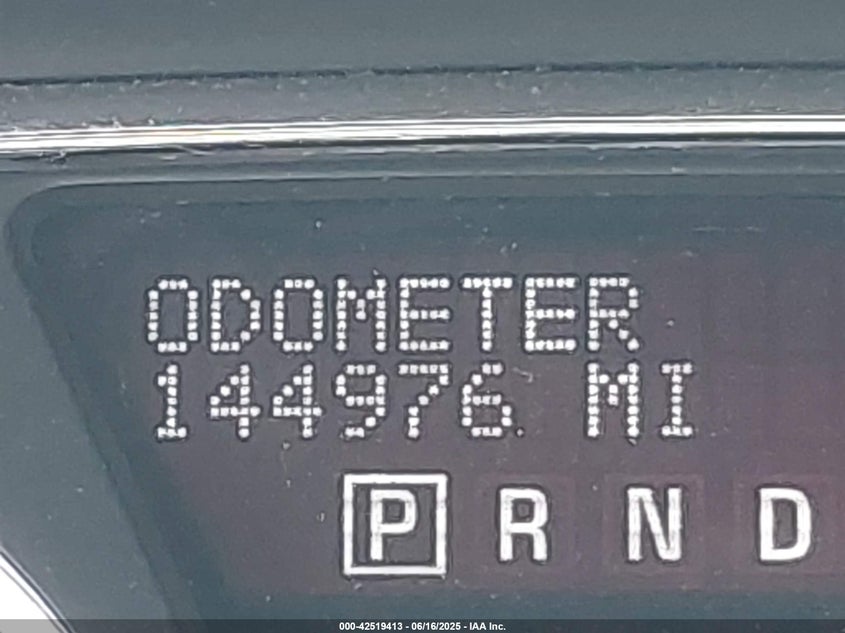 ODOMETER
144976 MI
P R N D
000-42519413 - 06/16/2025 - IAA Inc.